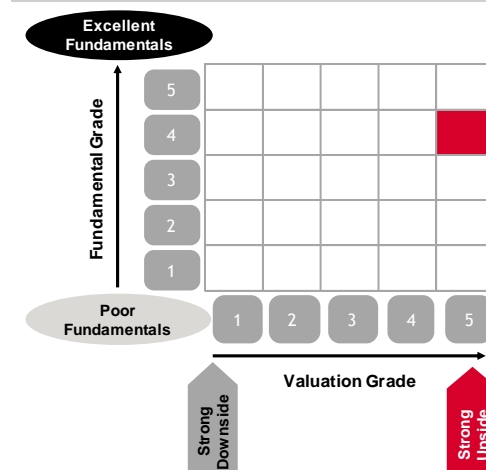 Excellent
Fundamentals
Fundamental Grade
5
4
3
2
1
Poor
Fundamentals
1
2
3
4
5
Valuation Grade
Strong
Downside
Strong
Upside